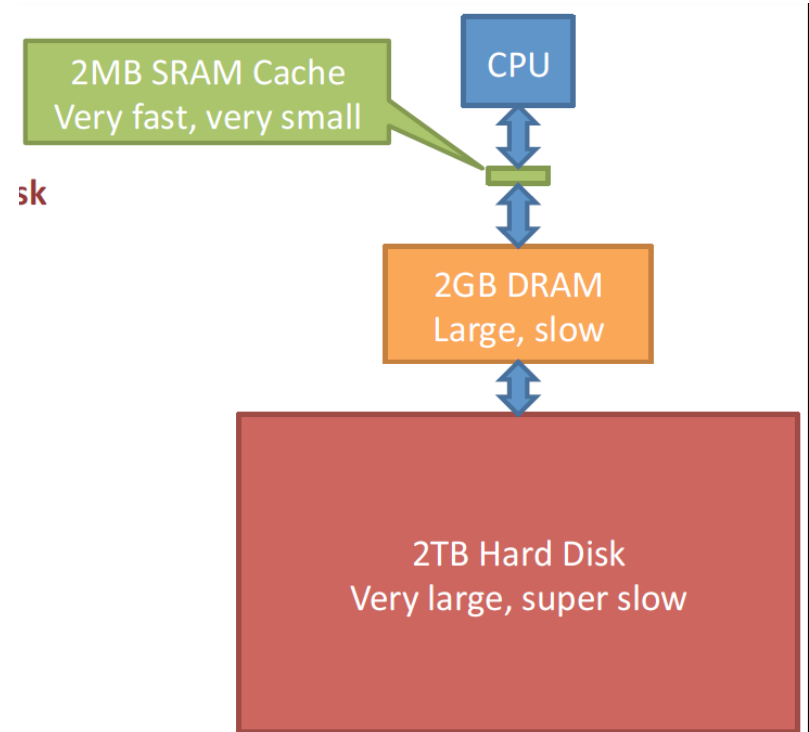 2MB SRAM Cache
Very fast, very small
CPU
sk
2GB DRAM
Large, slow
2TB Hard Disk
Very large, super slow